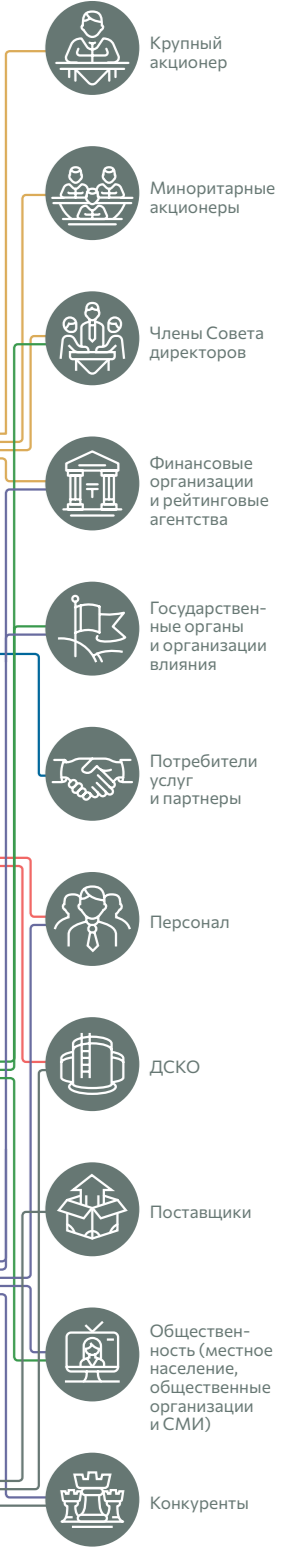 Крупный
акционер
Миноритарные
акционеры
Члены Совета
директоров
Финансовые
организации
и рейтинговые
агентства
Государствен-
ные органы
и организации
влияния
Потребители
услуг
и партнеры
Персонал
ДСКО
Поставщики
Обществен-
ность (местное
население,
общественные
организации
и СМИ)
Конкуренты